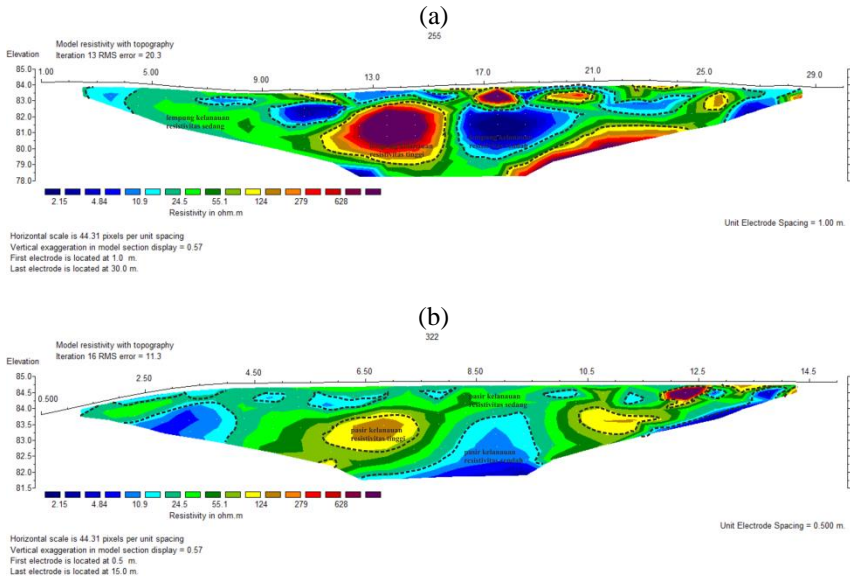 (a)
255
Model resistivity with topography
Elevation Iteration 13 RMS error = 20.3
1.00 5.00 9.00 13.0 17.0 21.0 25.0 29.0
85.0
84.0
83.0
82.0
81.0
80.0
79.0
78.0
lempung kelanauan
resistivitas sedang
resistivitas tinggi
2.15 4.84 10.9 24.5 55.1 124 279 628
Resistivity in ohm.m
Unit Electrode Spacing = 1.00 m.
Horizontal scale is 44.31 pixels per unit spacing
Vertical exaggeration in model section display = 0.57
First electrode is located at 1.0 m.
Last electrode is located at 30.0 m.
(b)
322
Model resistivity with topography
Iteration 16 RMS error = 11.3
Elevation
0.500 2.50 4.50 6.50 8.50 10.5 12.5 14.5
85.0
84.5
84.0
83.5
83.0
82.5
82.0
81.5
pasir kelanauan
resistivitas sedang
pasir kelanauan
resistivitas tinggi
pasir kelanauan
resistivitas rendah
2.15 4.84 10.9 24.5 55.1 124 279 628
Resistivity in ohm.m
Unit Electrode Spacing = 0.500 m.
Horizontal scale is 44.31 pixels per unit spacing
Vertical exaggeration in model section display = 0.57
First electrode is located at 0.5 m.
Last electrode is located at 15.0 m.